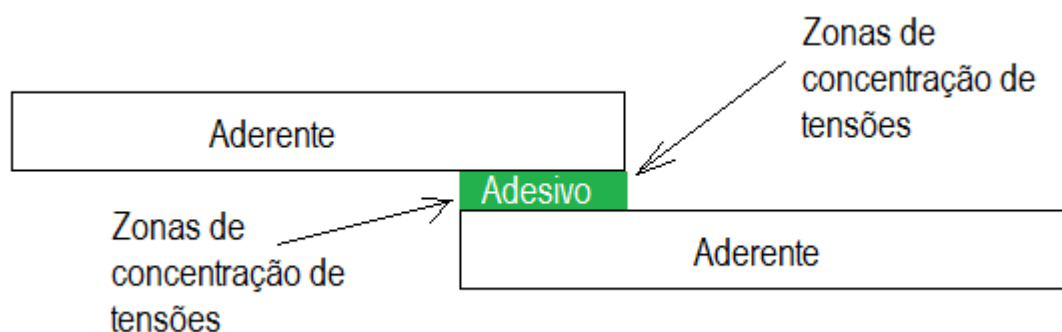 Zonas de
concentração de
tensões
Aderente
Adesivo
Zonas de
concentração de
tensões
Aderente